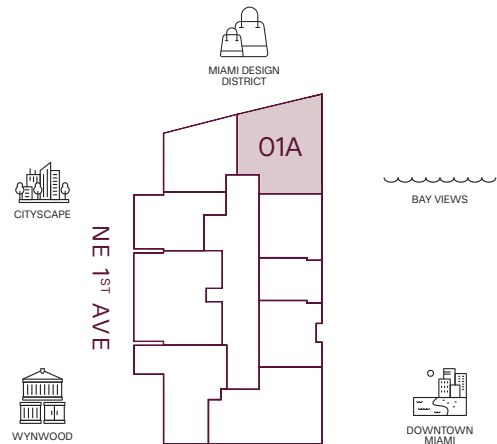 MIAMI DESIGN
DISTRICT
01A
CITYSCAPE
BAY VIEWS
NE 1ST AVE
WYNWOOD
DOWNTOWN
MIAMI